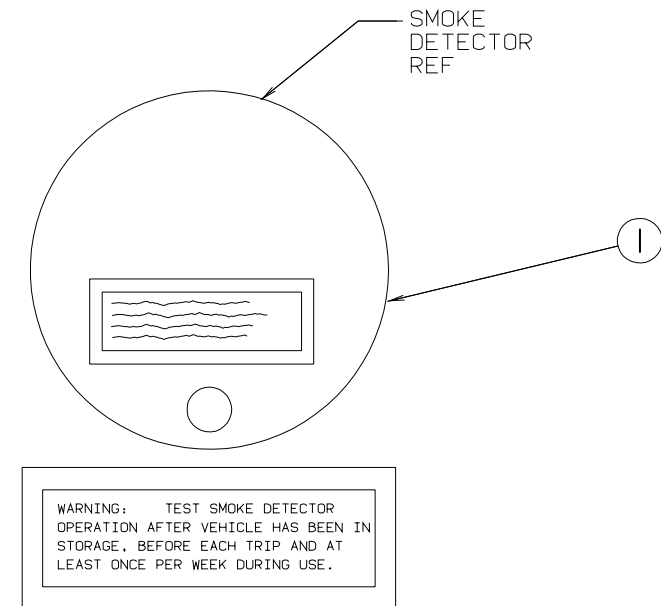 SMOKE
DETECTOR
REF
1
WARNING: TEST SMOKE DETECTOR
OPERATION AFTER VEHICLE HAS BEEN IN
STORAGE, BEFORE EACH TRIP AND AT
LEAST ONCE PER WEEK DURING USE.